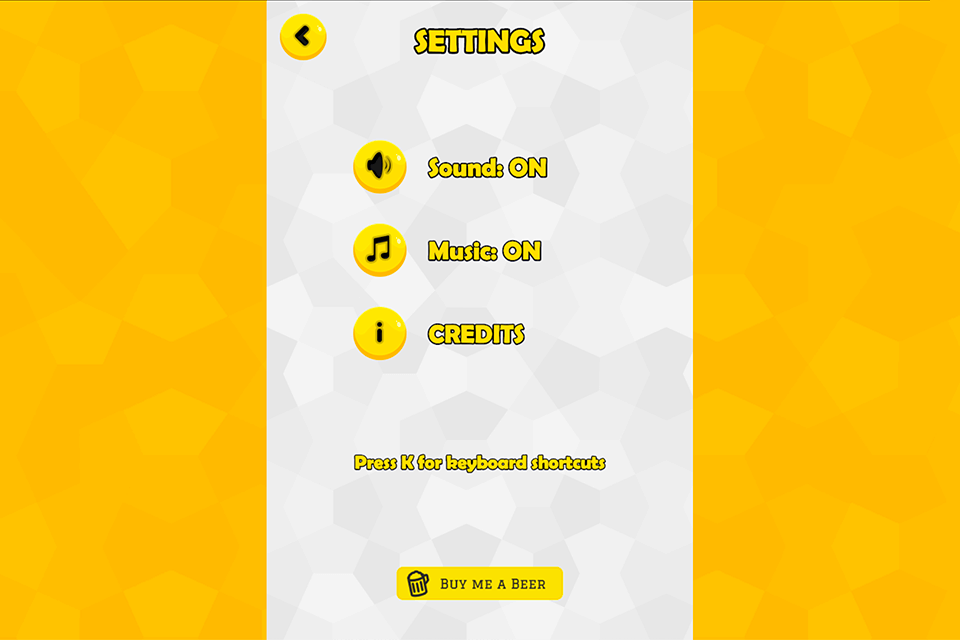 SETTINGS
Sound: ON
Music: ON
CREDITS
Press K for keyboard shortcuts
Buy me a Beer